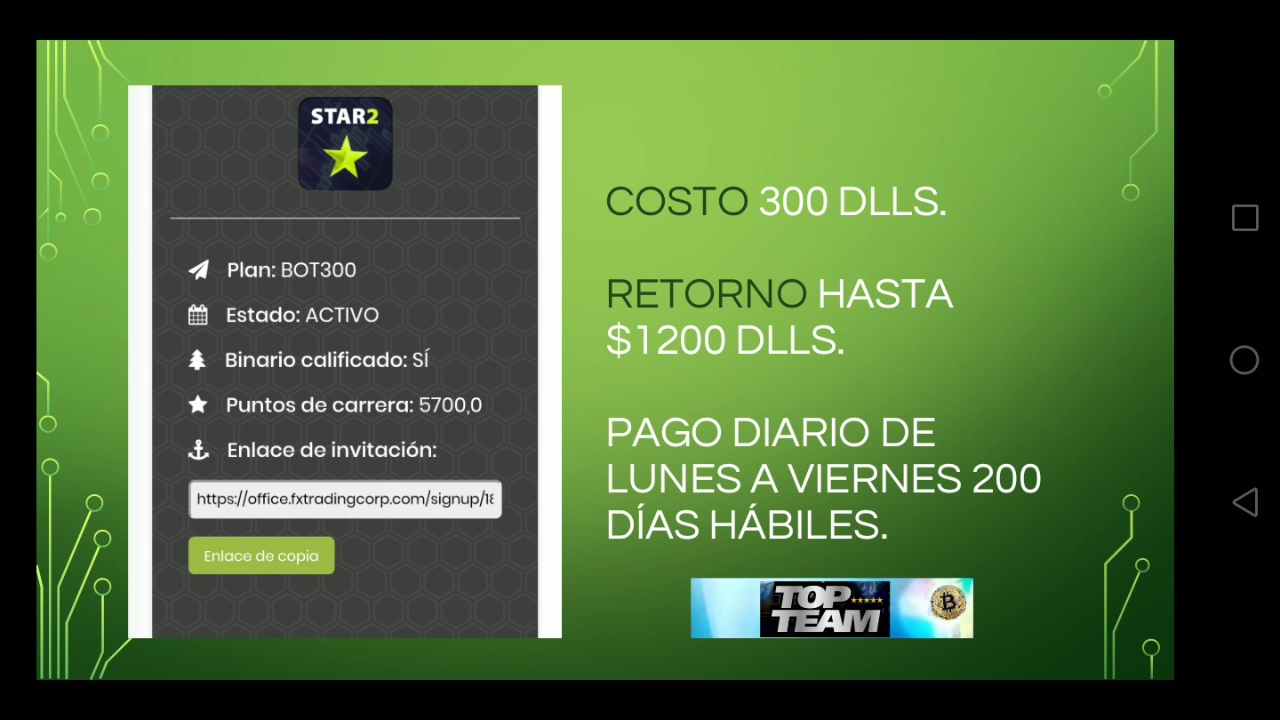 STAR2
Plan: BOT300
Estado: ACTIVO
Binario calificado: SÍ
Puntos de carrera: 5700,0
Enlace de invitación:
https://office.fxtradingcorp.com/signup/18
Enlace de copia
COSTO 300 DLLS.
RETORNO HASTA
$1200 DLLS.
PAGO DIARIO DE
LUNES A VIERNES 200
DÍAS HÁBILES.
TOP
TEAM